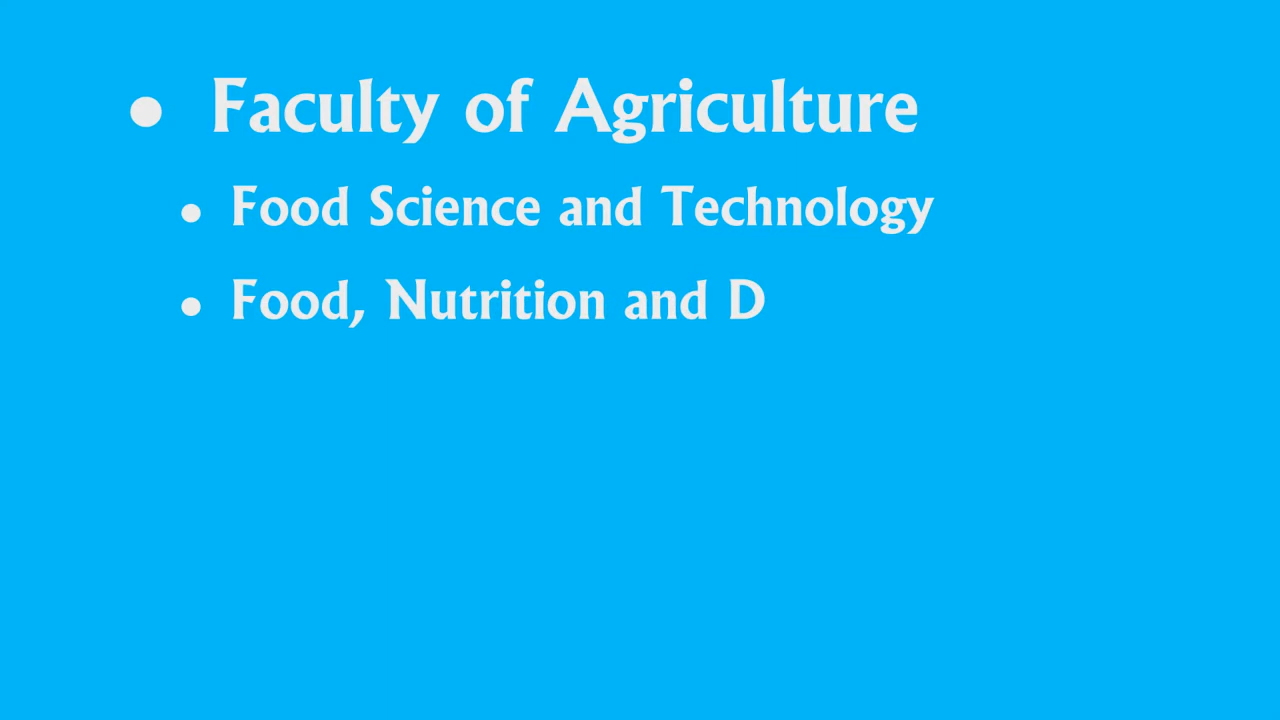 • Faculty of Agriculture
• Food Science and Technology
• Food, Nutrition and D